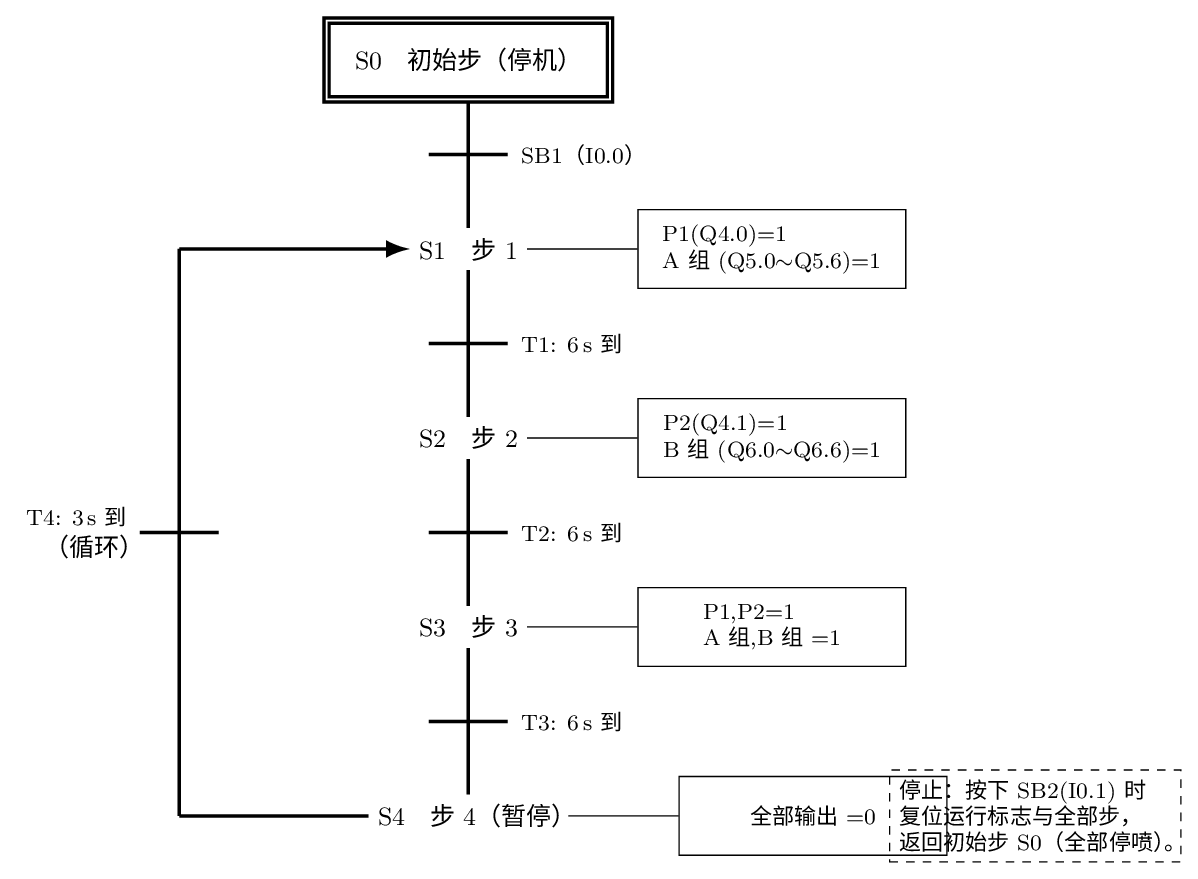 S0 初始步（停机）
SB1（I0.0）
S1 步 1
P1(Q4.0)=1
A 组 (Q5.0~Q5.6)=1
T1: 6 s 到
S2 步 2
P2(Q4.1)=1
B 组 (Q6.0~Q6.6)=1
T4: 3 s 到
（循环）
T2: 6 s 到
S3 步 3
P1,P2=1
A 组,B 组 =1
T3: 6 s 到
S4 步 4（暂停）
全部输出 =0
停止：按下 SB2(I0.1) 时
复位运行标志与全部步，
返回初始步 S0（全部停喷）。